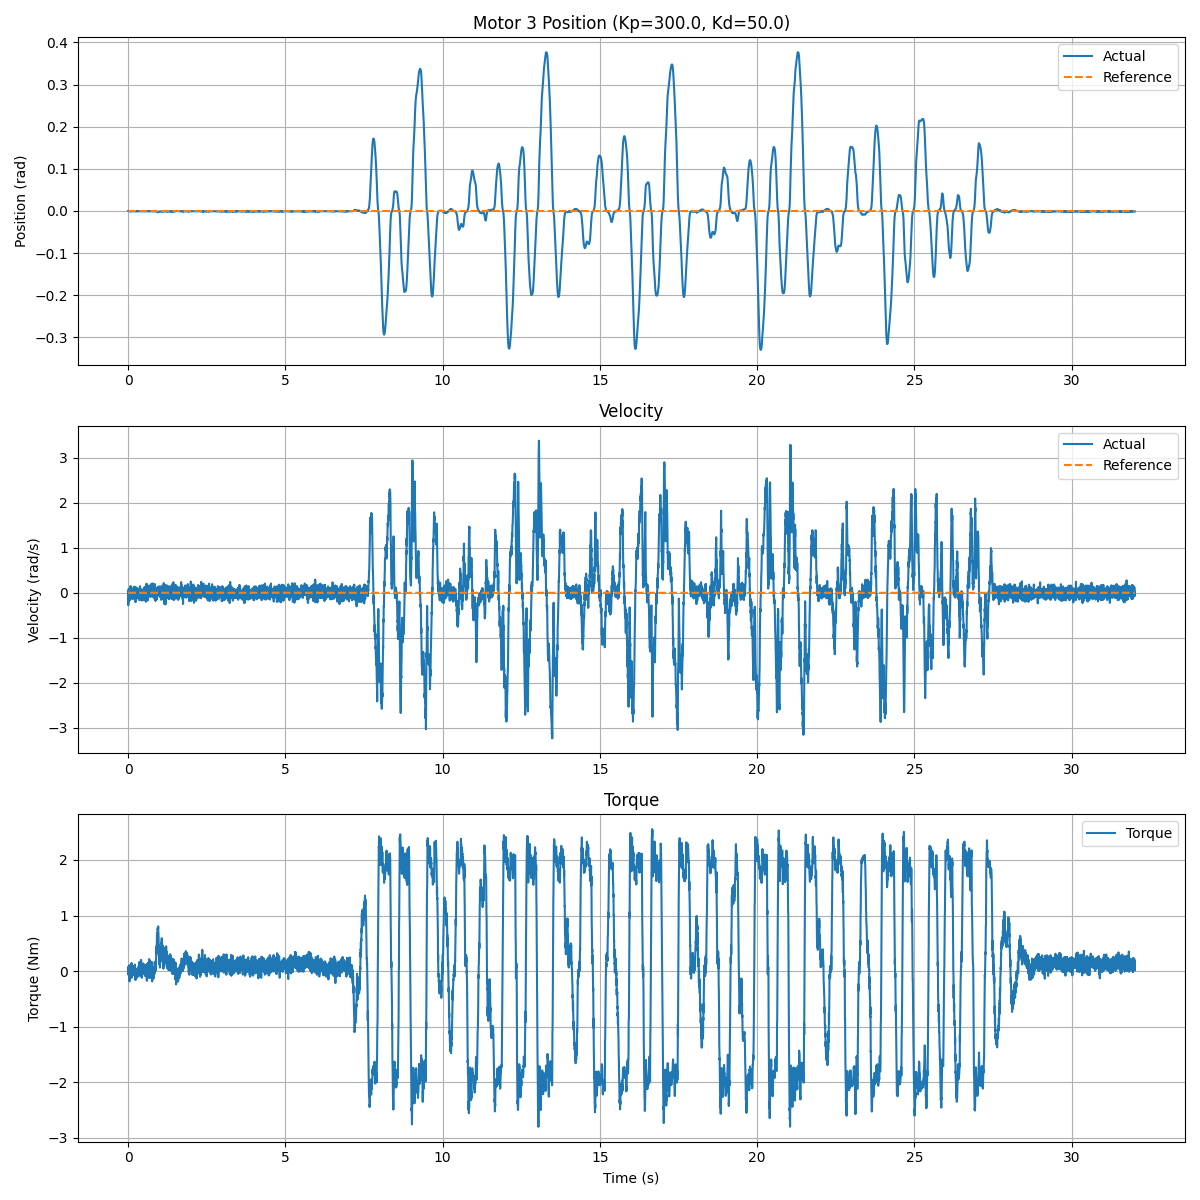 Motor 3 Position (Kp=300.0, Kd=50.0)
0.4
0.3
0.2
0.1
0.0
−0.1
−0.2
−0.3
Position (rad)
Actual
Reference
0 5 10 15 20 25 30
Velocity
3
2
1
0
−1
−2
−3
Velocity (rad/s)
Actual
Reference
0 5 10 15 20 25 30
Torque
2
1
0
−1
−2
−3
Torque (Nm)
Torque
0 5 10 15 20 25 30
Time (s)